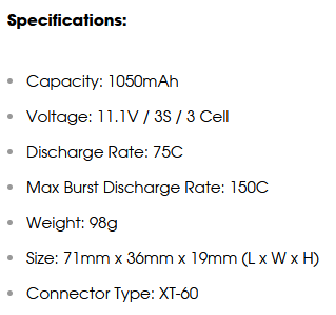 Specifications:
Capacity: 1050mAh
Voltage: 11.1V / 3S / 3 Cell
Discharge Rate: 75C
Max Burst Discharge Rate: 150C
Weight: 98g
Size: 71mm x 36mm x 19mm (L x W x H)
Connector Type: XT-60